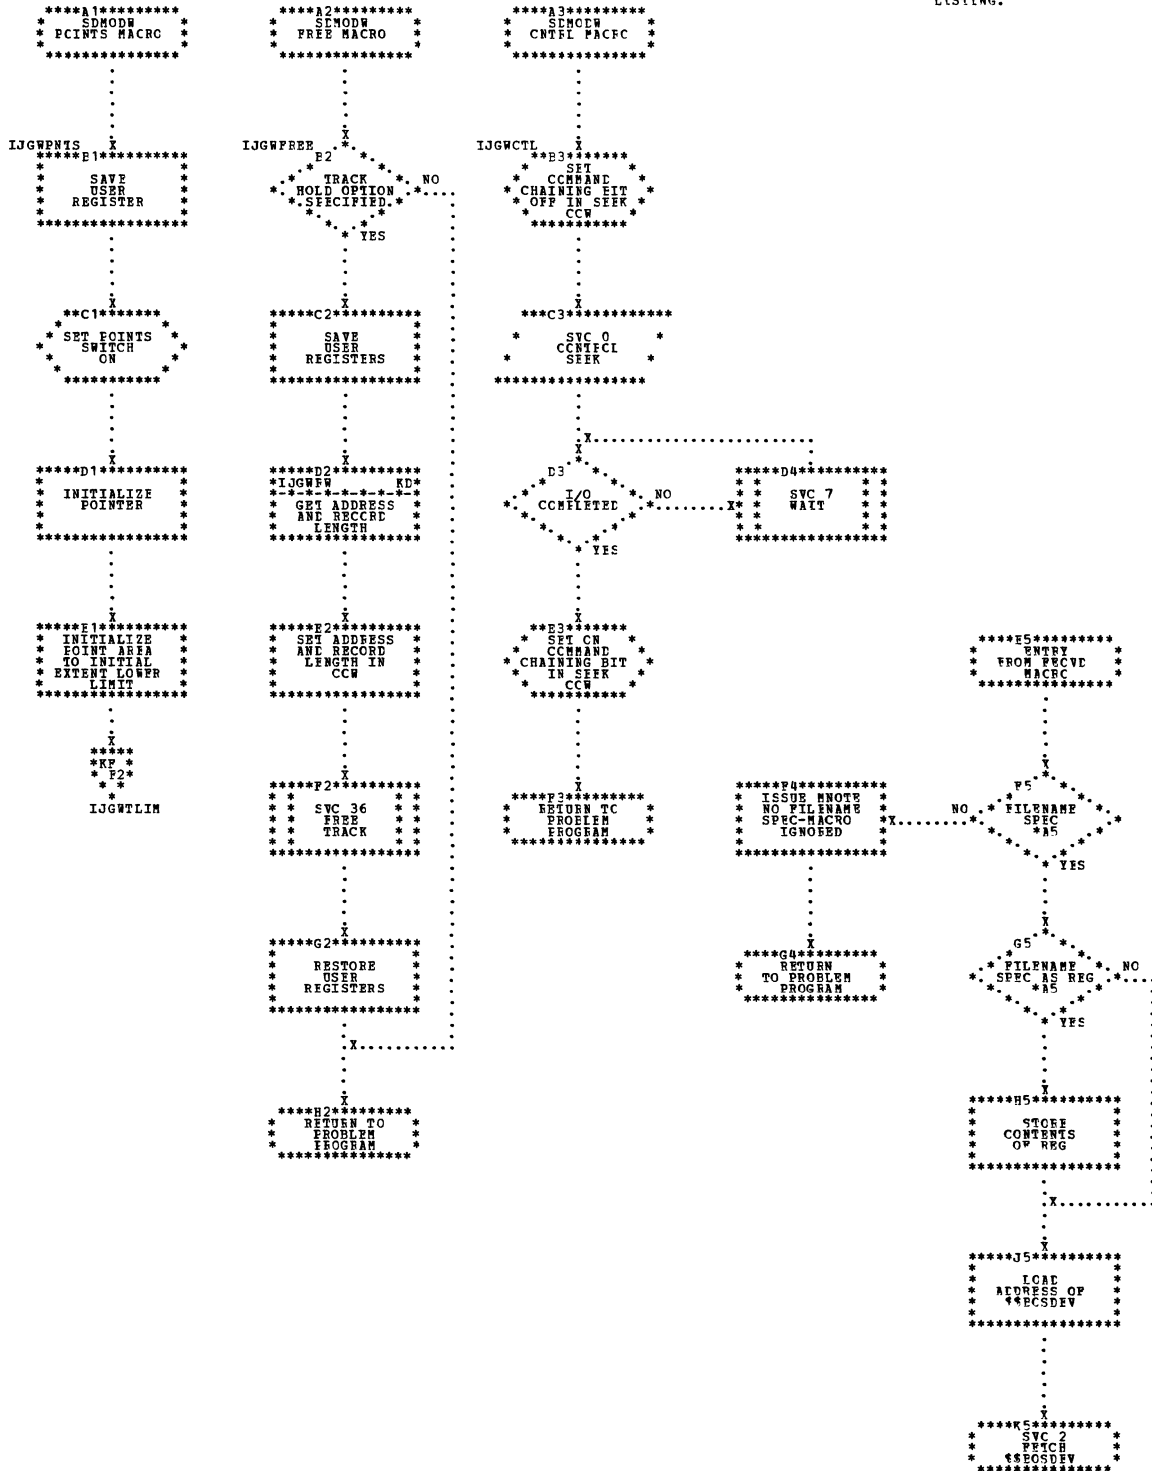 LISTING.
A1
SDMODW
POINTS MACRO
IJGWPNTS
B1
SAVE
USER
REGISTER
C1
SET POINTS
SWITCH
ON
D1
INITIALIZE
POINTER
E1
INITIALIZE
POINT AREA
TO INITIAL
EXTENT LOWER
LIMIT
KF
F2
IJGWTLIM
A2
SDMODW
FREE MACRO
IJGWFREE
B2
TRACK
HOLD OPTION
SPECIFIED
NO
YES
C2
SAVE
USER
REGISTERS
D2
IJGWFW KD
GET ADDRESS
AND RECORD
LENGTH
E2
SET ADDRESS
AND RECORD
LENGTH IN
CCW
F2
SVC 36
FREE
TRACK
G2
RESTORE
USER
REGISTERS
H2
RETURN TO
PROBLEM
PROGRAM
A3
SDMODW
CNTRL MACRO
IJGWCTL
B3
SET
COMMAND
CHAINING BIT
OFF IN SEEK
CCW
C3
SVC 0
CONTROL
SEEK
D3
I/O
COMPLETED
NO
YES
D4
SVC 7
WAIT
E3
SET ON
COMMAND
CHAINING BIT
IN SEEK
CCW
F3
RETURN TO
PROBLEM
PROGRAM
E5
ENTRY
FROM FEOVD
MACRO
F5
FILENAME
SPEC
*A5
NO
YES
F4
ISSUE MNOTE
NO FILENAME
SPEC-MACRO
IGNORED
G4
RETURN
TO PROBLEM
PROGRAM
G5
FILENAME
SPEC AS REG
*A5
NO
YES
H5
STORE
CONTENTS
OF REG
J5
LOAD
ADDRESS OF
K5
SVC 2
FETCH